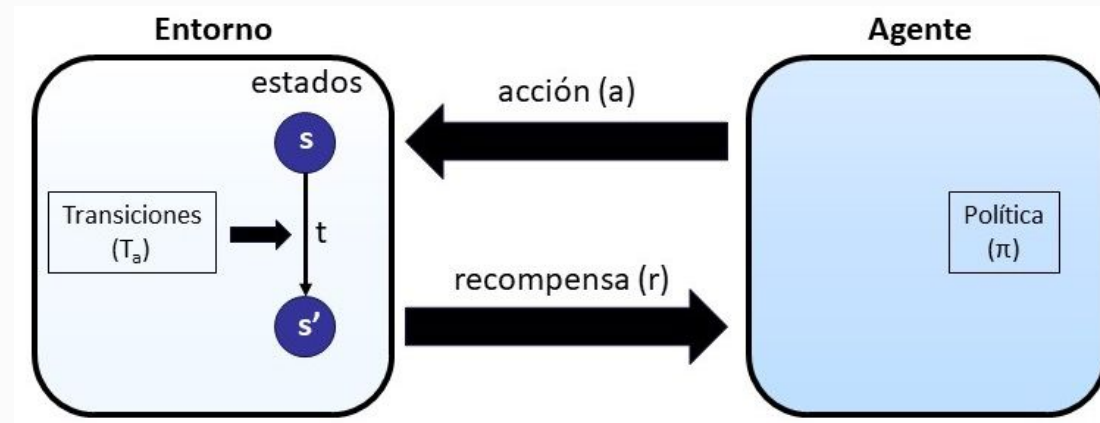 Entorno
estados
s
Transiciones
(Tₐ)
t
s’
acción (a)
recompensa (r)
Agente
Política
(π)